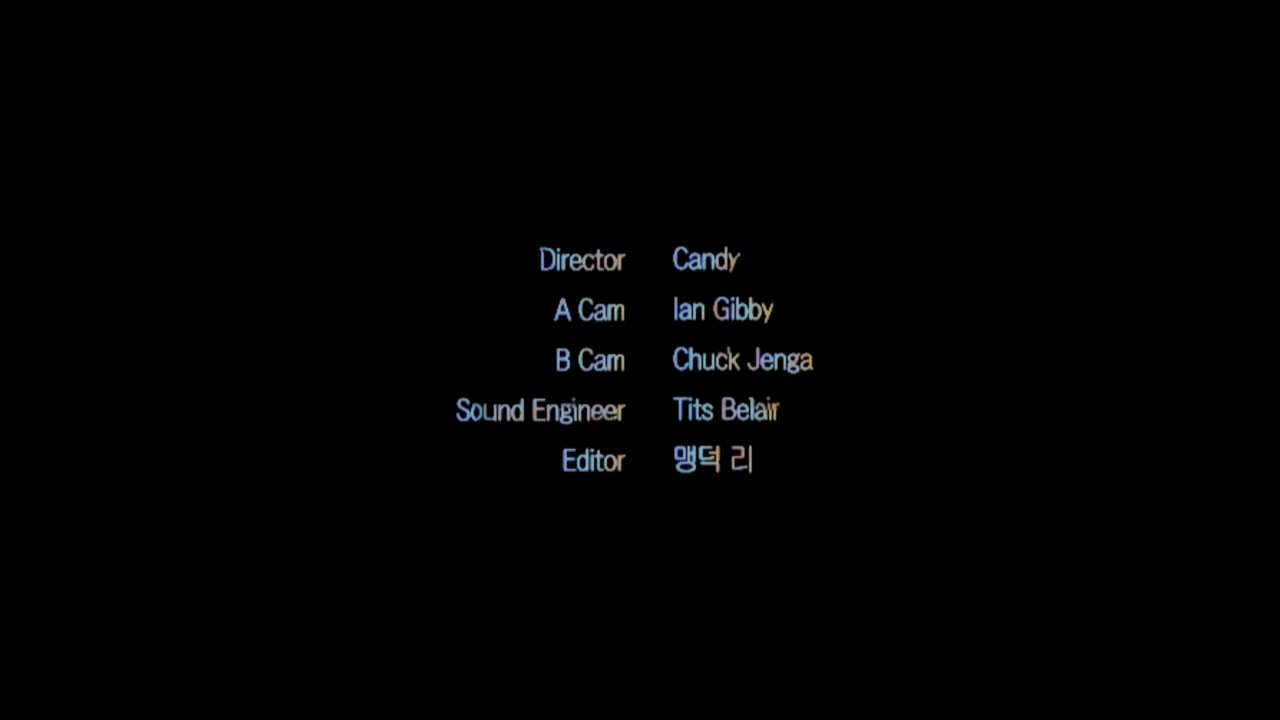 Director Candy
A Cam Ian Gibby
B Cam Chuck Jenga
Sound Engineer Tits Belair
Editor 맹덕 리